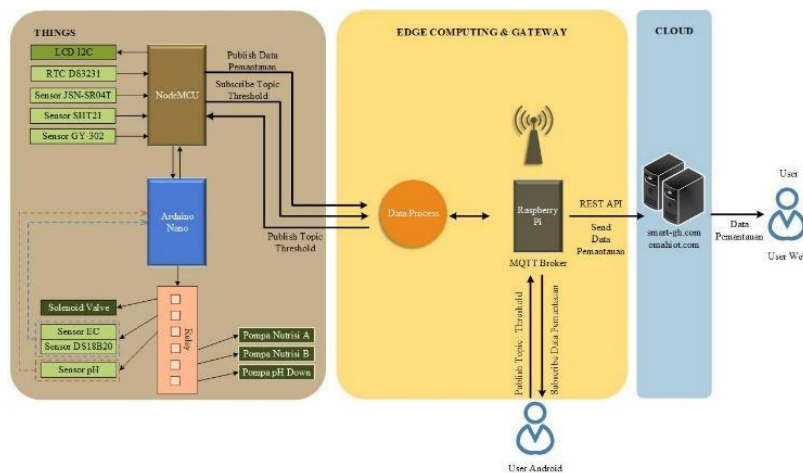 THINGS
LCD I2C
RTC DS3231
Sensor JSN-SR04T
Sensor SHT21
Sensor GY-302
NodeMCU
Publish Data
Pemantauan
Subscribe Topic
Threshold
Publish Topic
Threshold
Arduino
Nano
Solenoid Valve
Sensor EC
Sensor DS18B20
Sensor pH
Relay
Pompa Nutrisi A
Pompa Nutrisi B
Pompa pH Down
EDGE COMPUTING & GATEWAY
Data Process
Raspberry
Pi
MQTT Broker
REST API
Send
Data
Pemantauan
Publish Topic Threshold
Subscribe Data Pemantauan
User Android
CLOUD
smart-gh.com
omahiot.com
Data
Pemantauan
User
User Web